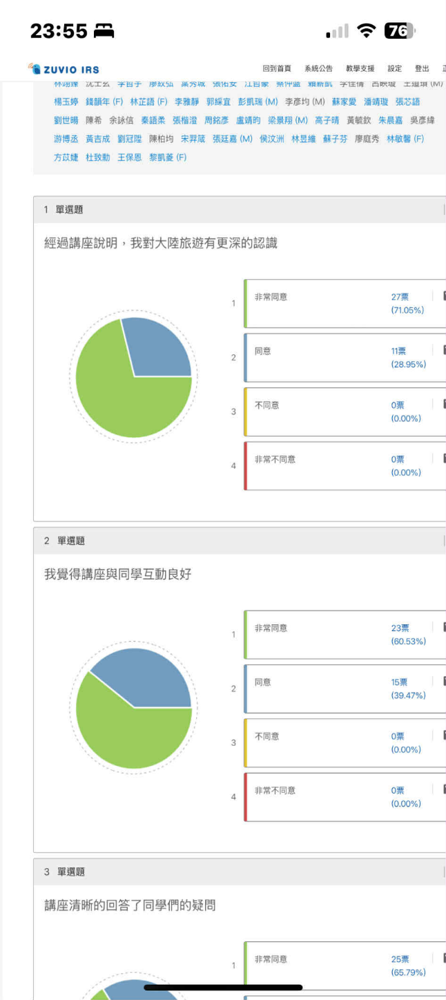 23:55
76
ZUVIO IRS
回到首頁 系統公告 教學支援 設定 登出
楊玉婷 錢韻年 (F) 林芷語 (F) 李雅靜 郭綵宜 彭凱瑞 (M) 李彥均 (M) 蘇家愛 潘靖璇 張芯語
劉世暘 陳希 余詠信 秦語柔 張楷澄 周銘彥 盧靖昀 梁景翔 (M) 高子晴 黃毓欽 朱晨嘉 吳彥緯
游博丞 黃吉成 劉冠陞 陳柏均 宋羿箴 張廷嘉 (M) 侯汶洲 林昱維 蘇子芬 廖庭秀 林敏馨 (F)
方苡婕 杜致勳 王保恩 黎凱菱 (F)
1 單選題
經過講座說明，我對大陸旅遊有更深的認識
1 非常同意 27票
(71.05%)
2 同意 11票
(28.95%)
3 不同意 0票
(0.00%)
4 非常不同意 0票
(0.00%)
2 單選題
我覺得講座與同學互動良好
1 非常同意 23票
(60.53%)
2 同意 15票
(39.47%)
3 不同意 0票
(0.00%)
4 非常不同意 0票
(0.00%)
3 單選題
講座清晰的回答了同學們的疑問
1 非常同意 25票
(65.79%)